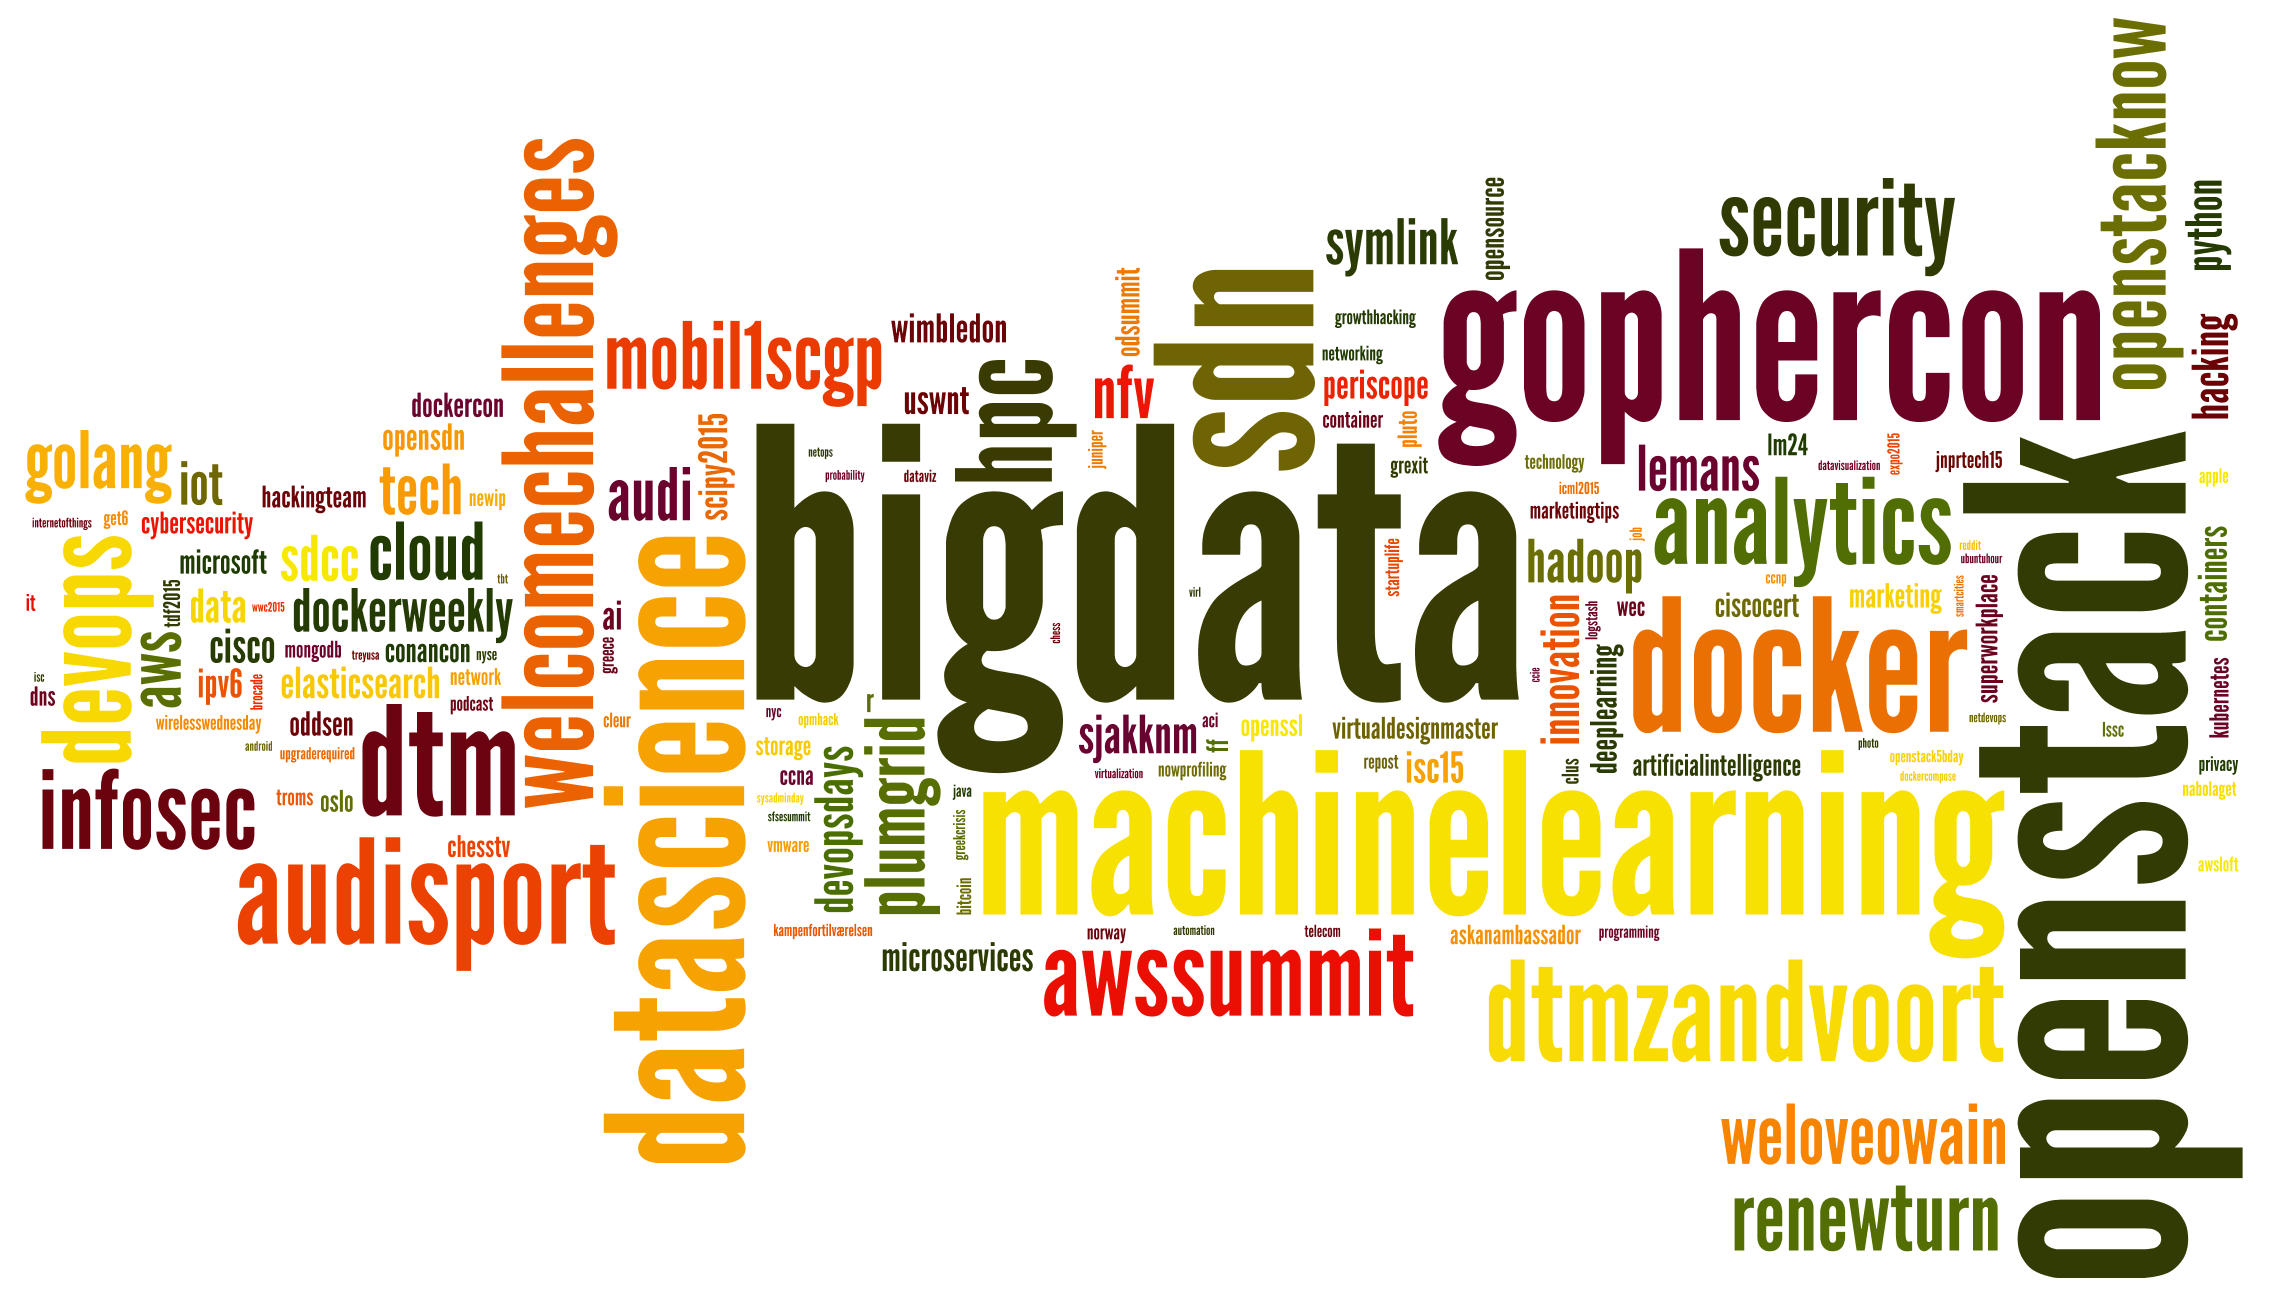 openstacknow
welcomechallenges
opensource
security
python
symlink
gophercon
odsummit
sdn
growthhacking
wimbledon
mobil1scgp
networking
hacking
hpc
nfv
periscope
dockercon
uswnt
container
pluto
opensdn
scipy2015
juniper
golang
iot
tech
newip
hackingteam
audi
netops
probability
dataviz
grexit
technology
lemans
lm24
datavisualization
expo2015
jnprtech15
apple
internetofthings
get6
cybersecurity
bigdata
icml2015
marketingtips
analytics
openstack
devops
microsoft
sdcc
cloud
tbt
datascience
startuplife
hadoop
job
reddit
ubuntuhour
containers
it
tdf2015
data
wwc2015
dockerweekly
ai
virl
ccnp
ciscocert
marketing
smartcities
superworkplace
aws
cisco
mongodb
treyusa
conancon
nyse
greece
chess
innovation
logstash
wec
docker
isc
dns
ipv6
brocade
elasticsearch
network
ccie
deeplearning
kubernetes
wirelesswednesday
oddsen
podcast
cleur
nyc
opmhack
r
sjakknm
aci
ff
openssl
virtualdesignmaster
netdevops
lssc
android
upgraderequired
dtm
storage
devopsdays
plumgrid
virtualization
nowprofiling
repost
isc15
clus
artificialintelligence
photo
openstack5bday
dockercompose
privacy
infosec
troms
oslo
ccna
sysadminday
sfsesummit
java
machinelearning
nabolaget
audisport
chesstv
vmware
greekcrisis
bitcoin
awsloft
kampenfortilværelsen
microservices
norway
automation
telecom
askanambassador
programming
awssummit
dtmzandvoort
weloveowain
renewturn